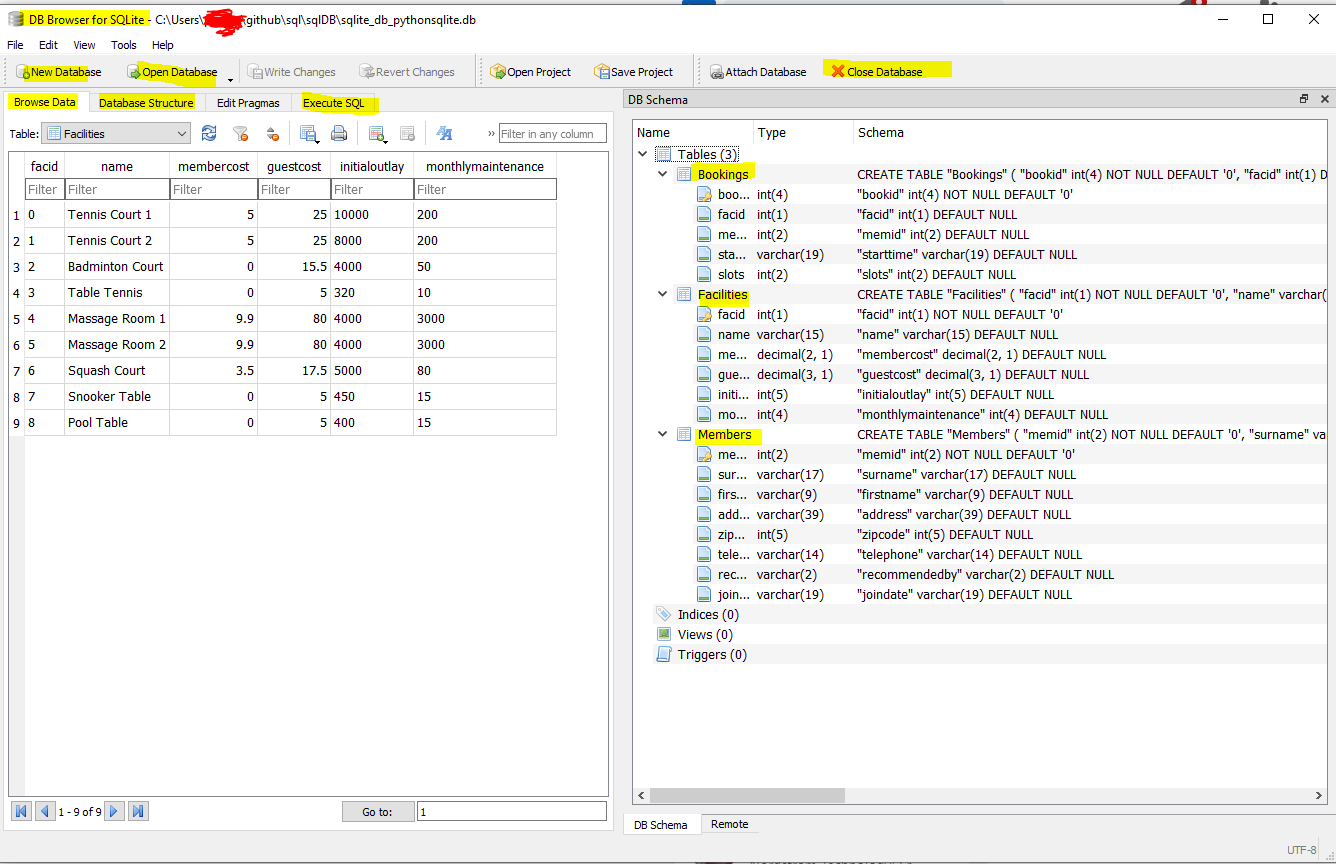 DB Browser for SQLite - C:\Users\ \github\sql\sqlDB\sqlite_db_pythonsqlite.db
File Edit View Tools Help
New Database Open Database Write Changes Revert Changes Open Project Save Project Attach Database Close Database
Browse Data Database Structure Edit Pragmas Execute SQL
Table: Facilities » Filter in any column
facid name membercost guestcost initialoutlay monthlymaintenance
Filter Filter Filter Filter Filter Filter
1 0 Tennis Court 1 5 25 10000 200
2 1 Tennis Court 2 5 25 8000 200
3 2 Badminton Court 0 15.5 4000 50
4 3 Table Tennis 0 5 320 10
5 4 Massage Room 1 9.9 80 4000 3000
6 5 Massage Room 2 9.9 80 4000 3000
7 6 Squash Court 3.5 17.5 5000 80
8 7 Snooker Table 0 5 450 15
9 8 Pool Table 0 5 400 15
1 - 9 of 9 Go to: 1
DB Schema
Name Type Schema
Tables (3)
Bookings CREATE TABLE "Bookings" ( "bookid" int(4) NOT NULL DEFAULT '0', "facid" int(1) D
boo... int(4) "bookid" int(4) NOT NULL DEFAULT '0'
facid int(1) "facid" int(1) DEFAULT NULL
me... int(2) "memid" int(2) DEFAULT NULL
sta... varchar(19) "starttime" varchar(19) DEFAULT NULL
slots int(2) "slots" int(2) DEFAULT NULL
Facilities CREATE TABLE "Facilities" ( "facid" int(1) NOT NULL DEFAULT '0', "name" varchar(
facid int(1) "facid" int(1) NOT NULL DEFAULT '0'
name varchar(15) "name" varchar(15) DEFAULT NULL
me... decimal(2, 1) "membercost" decimal(2, 1) DEFAULT NULL
gue... decimal(3, 1) "guestcost" decimal(3, 1) DEFAULT NULL
initi... int(5) "initialoutlay" int(5) DEFAULT NULL
mo... int(4) "monthlymaintenance" int(4) DEFAULT NULL
Members CREATE TABLE "Members" ( "memid" int(2) NOT NULL DEFAULT '0', "surname" va
me... int(2) "memid" int(2) NOT NULL DEFAULT '0'
sur... varchar(17) "surname" varchar(17) DEFAULT NULL
firs... varchar(9) "firstname" varchar(9) DEFAULT NULL
add... varchar(39) "address" varchar(39) DEFAULT NULL
zip... int(5) "zipcode" int(5) DEFAULT NULL
tele... varchar(14) "telephone" varchar(14) DEFAULT NULL
rec... varchar(2) "recommendedby" varchar(2) DEFAULT NULL
join... varchar(19) "joindate" varchar(19) DEFAULT NULL
Indices (0)
Views (0)
Triggers (0)
DB Schema Remote
UTF-8